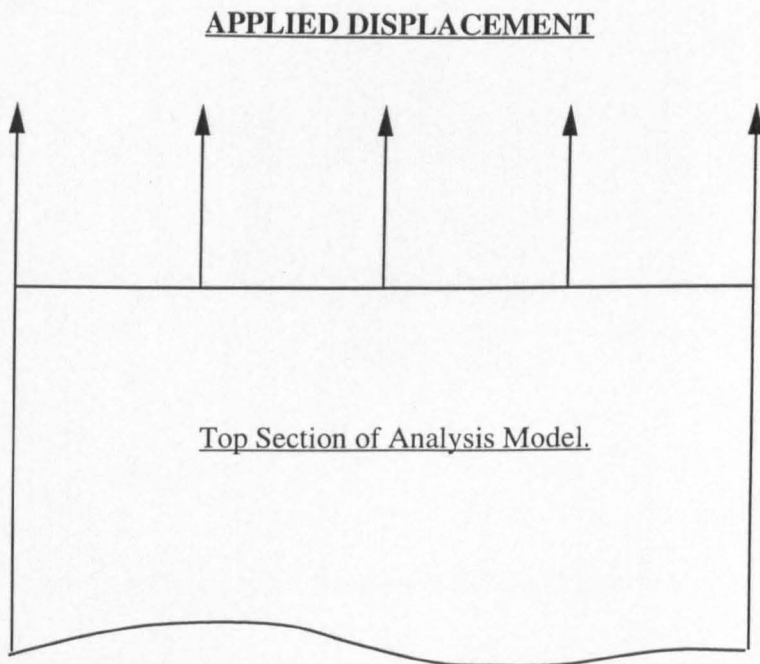 APPLIED DISPLACEMENT
Top Section of Analysis Model.